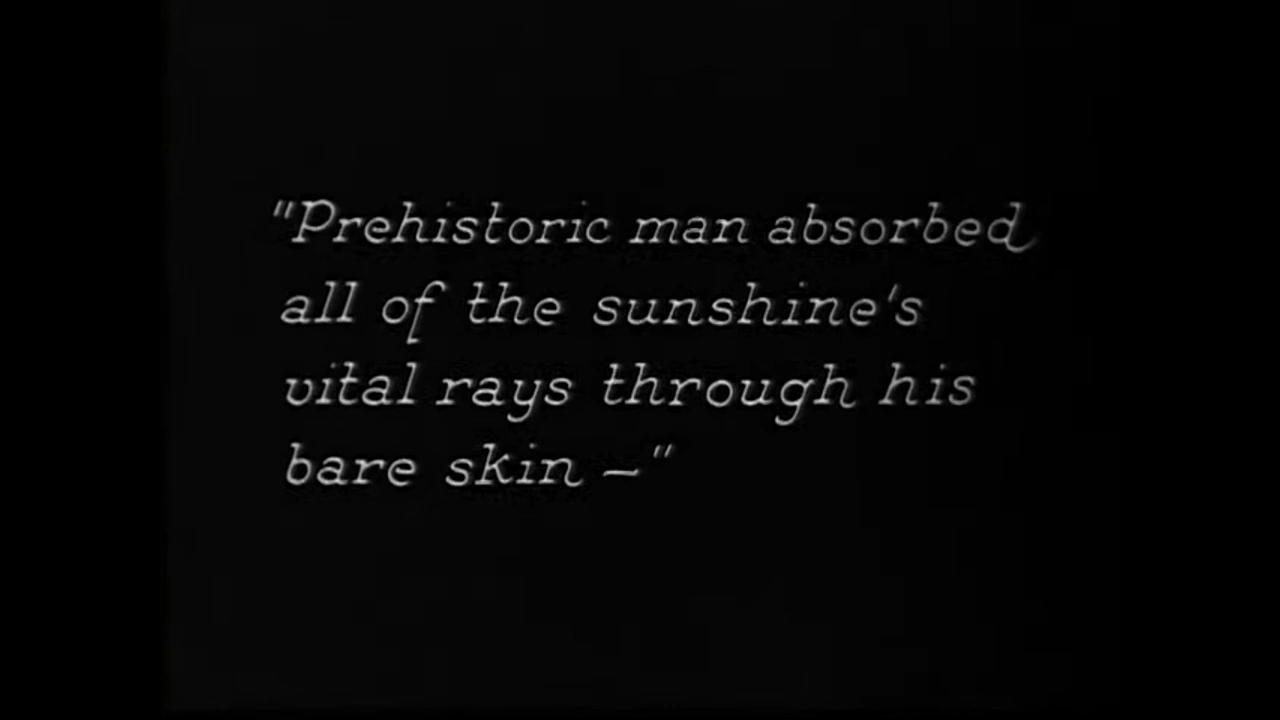 "Prehistoric man absorbed
all of the sunshine's
vital rays through his
bare skin —"